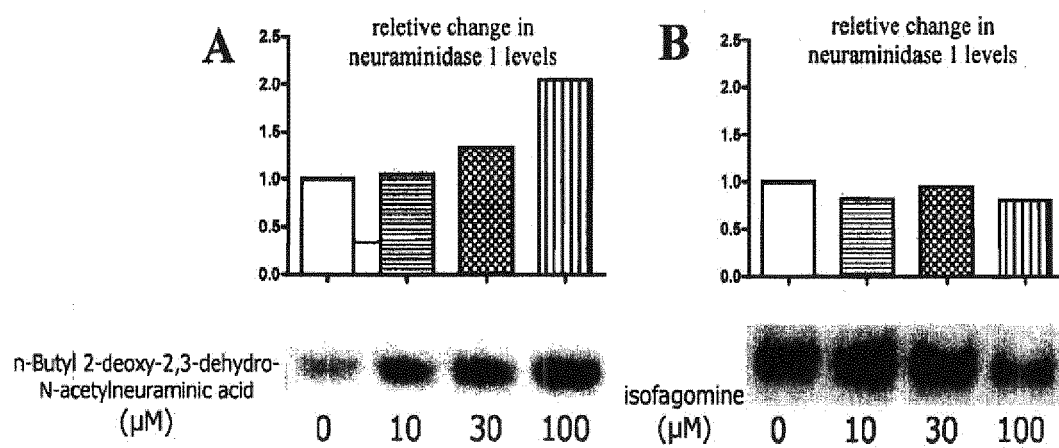 A
reletive change in
neuraminidase 1 levels
2.5
2.0
1.5
1.0
0.5
0.0
n-Butyl 2-deoxy-2,3-dehydro-
N-acetylneuraminic acid
(µM)
0 10 30 100
B
reletive change in
neuraminidase 1 levels
2.5
2.0
1.5
1.0
0.5
0.0
isofagomine
(µM)
0 10 30 100